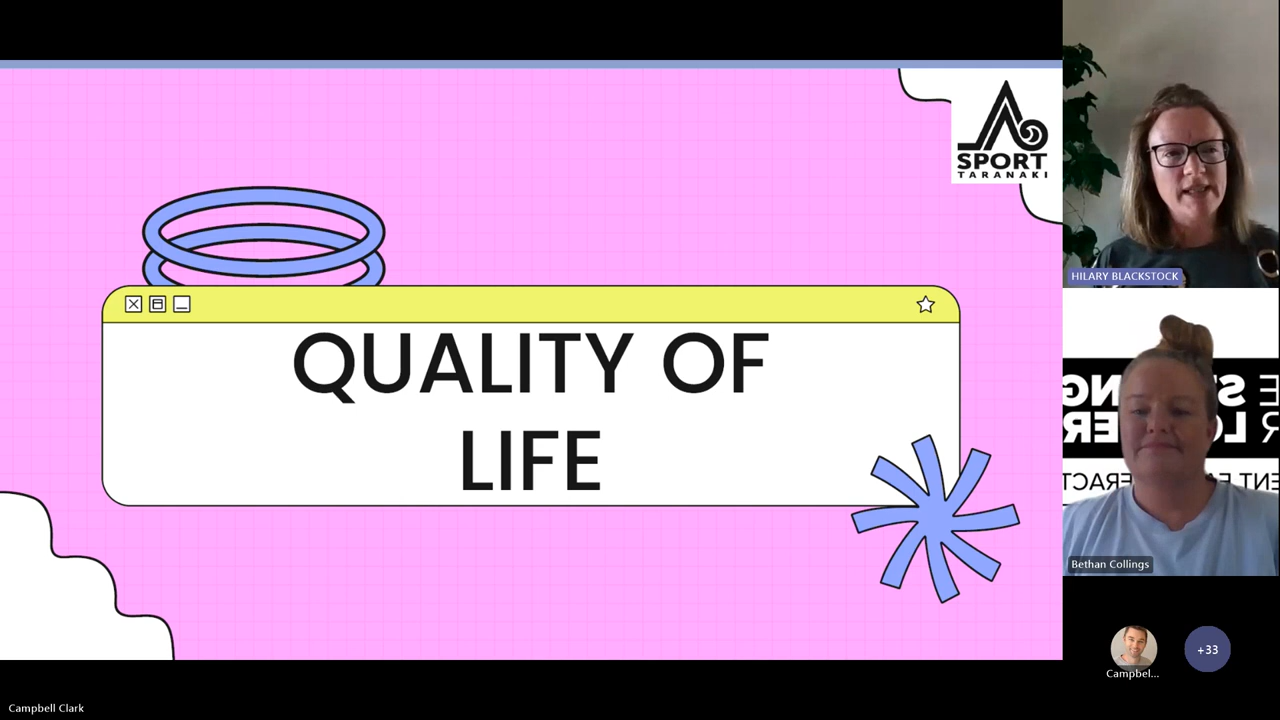 SPORT
TARANAKI
QUALITY OF
LIFE
HILARY BLACKSTOCK
Bethan Collings
Campbel...
+33
Campbell Clark